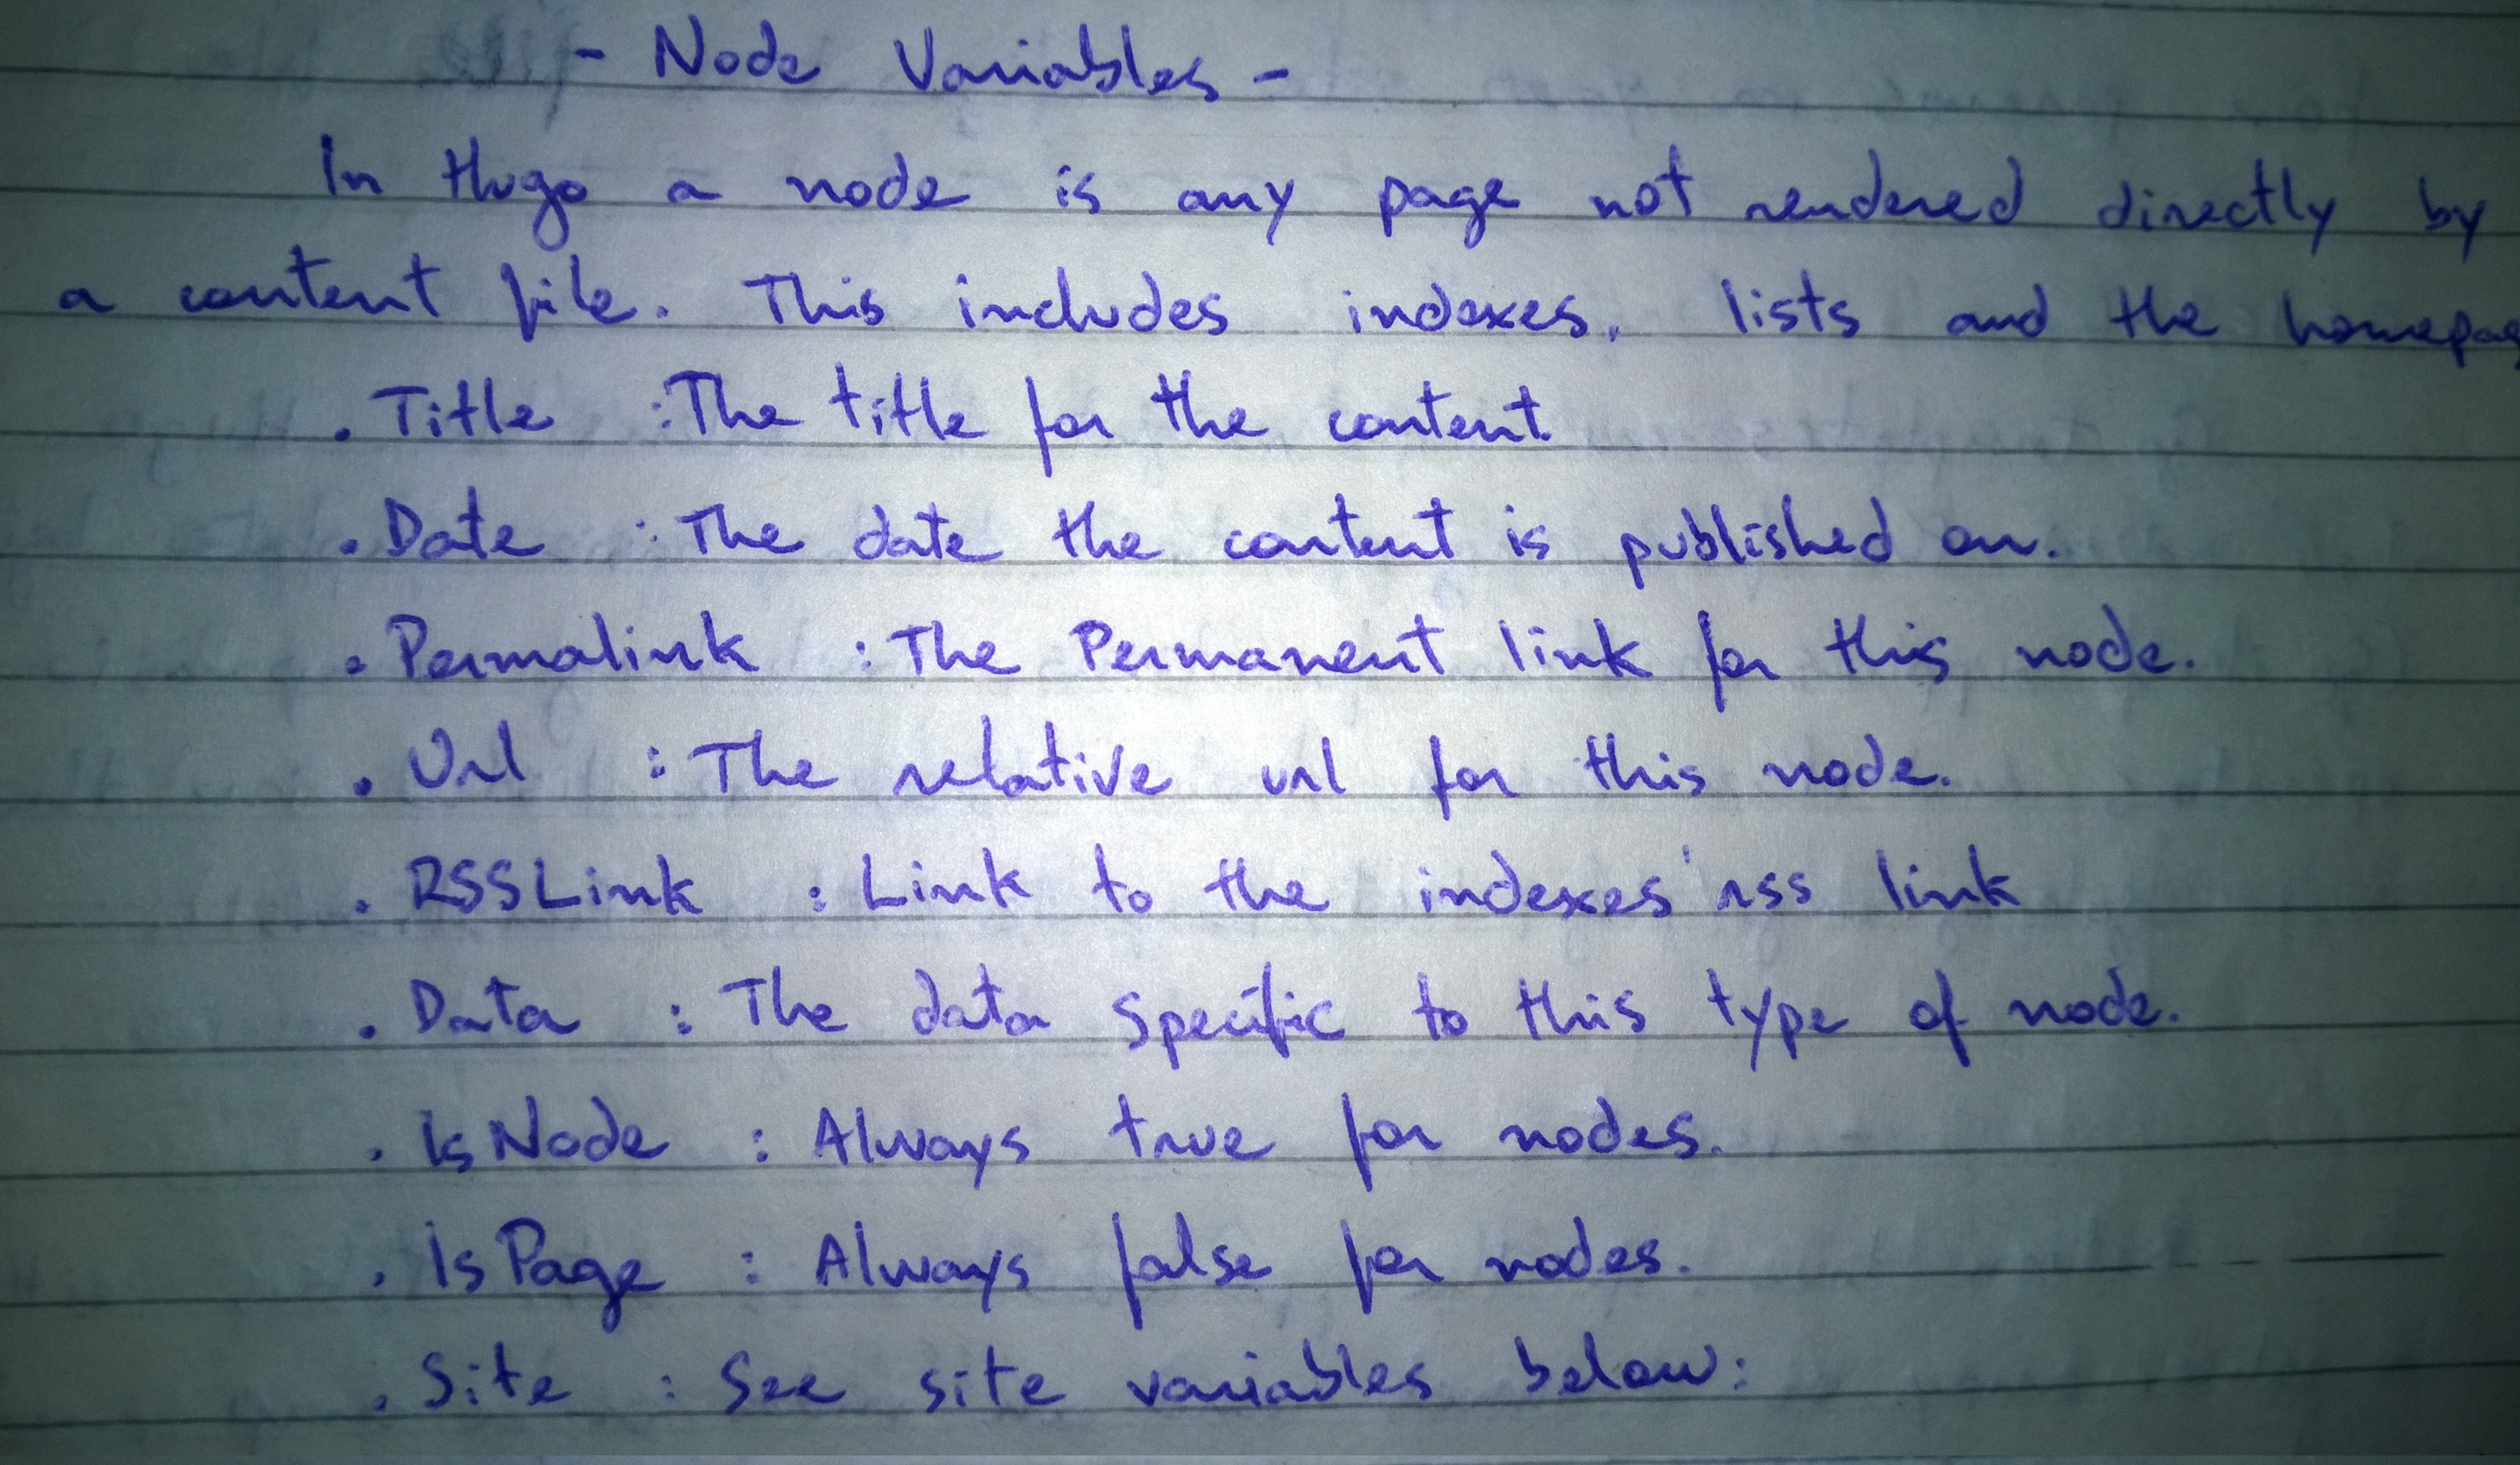 - Node Variables -
In Hugo a node is any page not rendered directly by
a content file. This includes indexes, lists and the
. Title : The title for the content
. Date : The date the content is published on.
. Permalink : The Permanent link for this node.
. Url : The relative url for this node.
. RSSLink : Link to the indexes' rss link
. Data : The data specific to this type of node.
. IsNode : Always true for nodes.
. IsPage : Always false for nodes.
. Site : See site variables below: